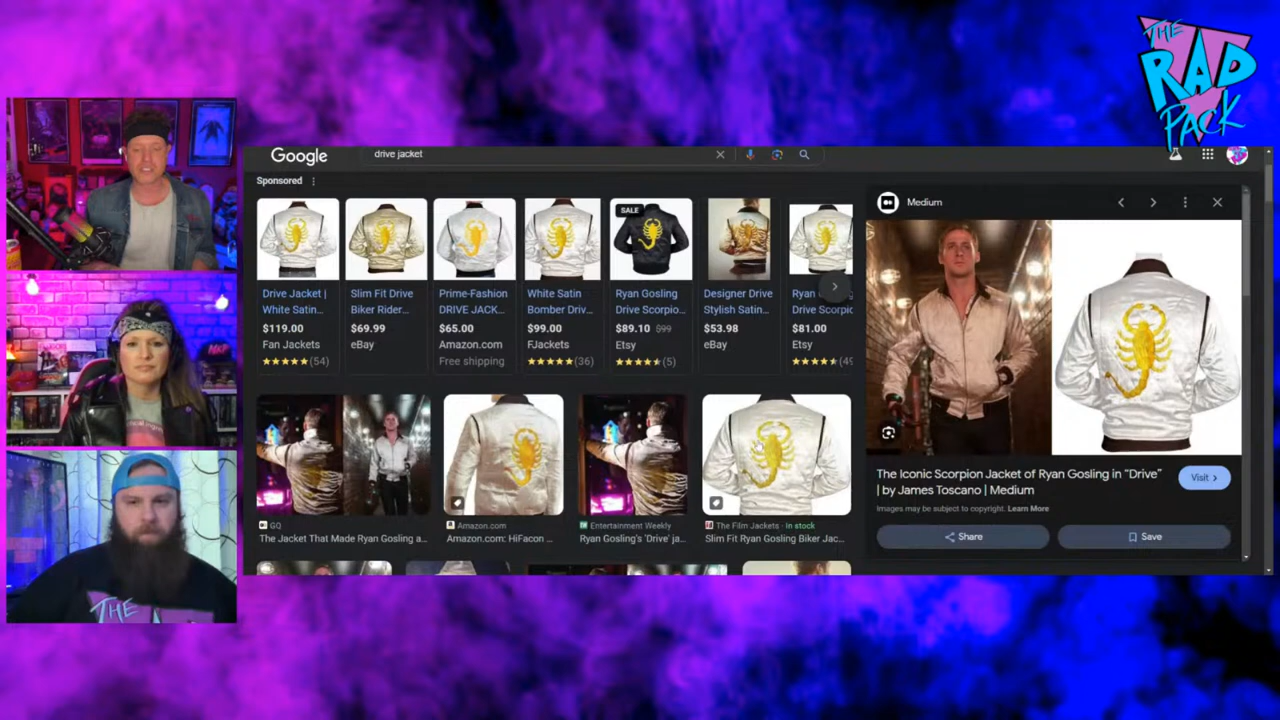 THE
RAD
PACK
Google
drive jacket
Sponsored
SALE
Drive Jacket |
White Satin...
$119.00
Fan Jackets
(54)
Slim Fit Drive
Biker Rider...
$69.99
eBay
Prime-Fashion
DRIVE JACK...
$65.00
Amazon.com
Free shipping
White Satin
Bomber Driv...
$99.00
FJackets
(36)
Ryan Gosling
Drive Scorpio...
$89.10 $99
Etsy
(5)
Designer Drive
Stylish Satin...
$53.98
eBay
Ryan
Drive Scorpio
$81.00
Etsy
GQ
The Jacket That Made Ryan Gosling a...
Amazon.com
Amazon.com: HiFacon ...
Entertainment Weekly
Ryan Gosling's 'Drive' ja...
The Film Jackets · In stock
Slim Fit Ryan Gosling Biker Jac...
Medium
The Iconic Scorpion Jacket of Ryan Gosling in “Drive”
| by James Toscano | Medium
Visit
Images may be subject to copyright. Learn More
Share
Save
THE